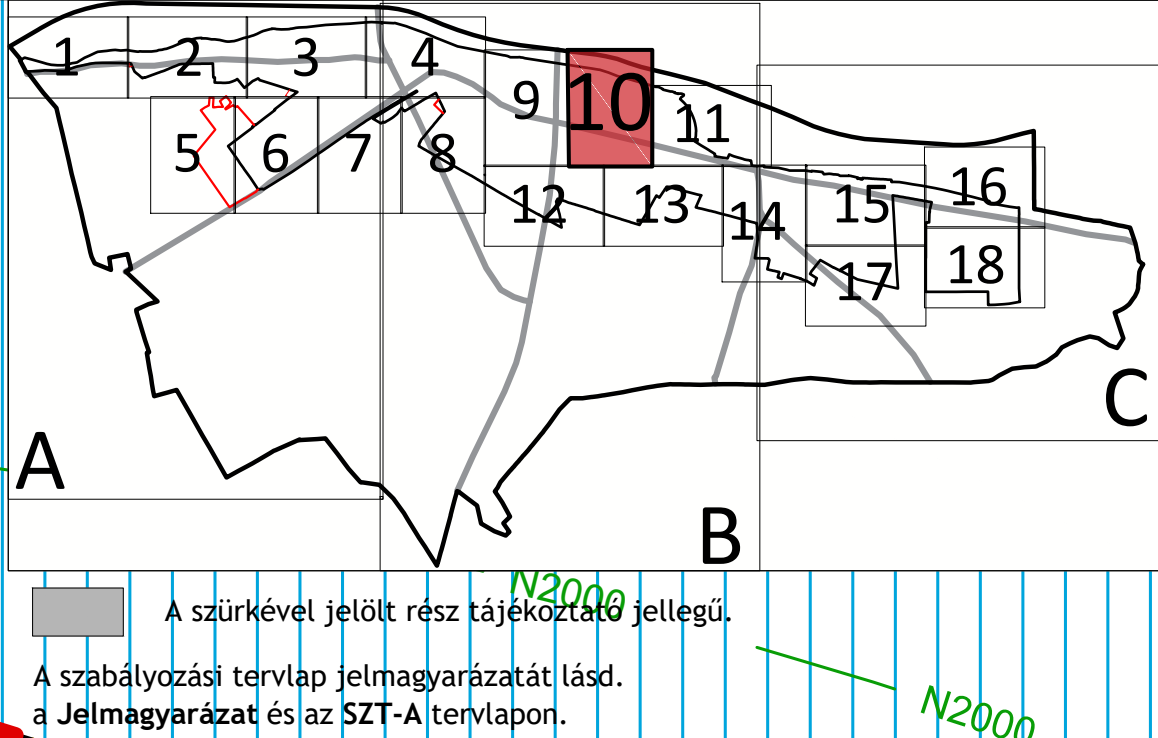 1 2 3 4
9 10 11
5 6 7 8
12 13 14 15 16
17 18
A B C
N2000
A szürkével jelölt rész tájékoztató jellegű.
A szabályozási tervlap jelmagyarázatát lásd.
a Jelmagyarázat és az SZT-A tervlapon.
N2000